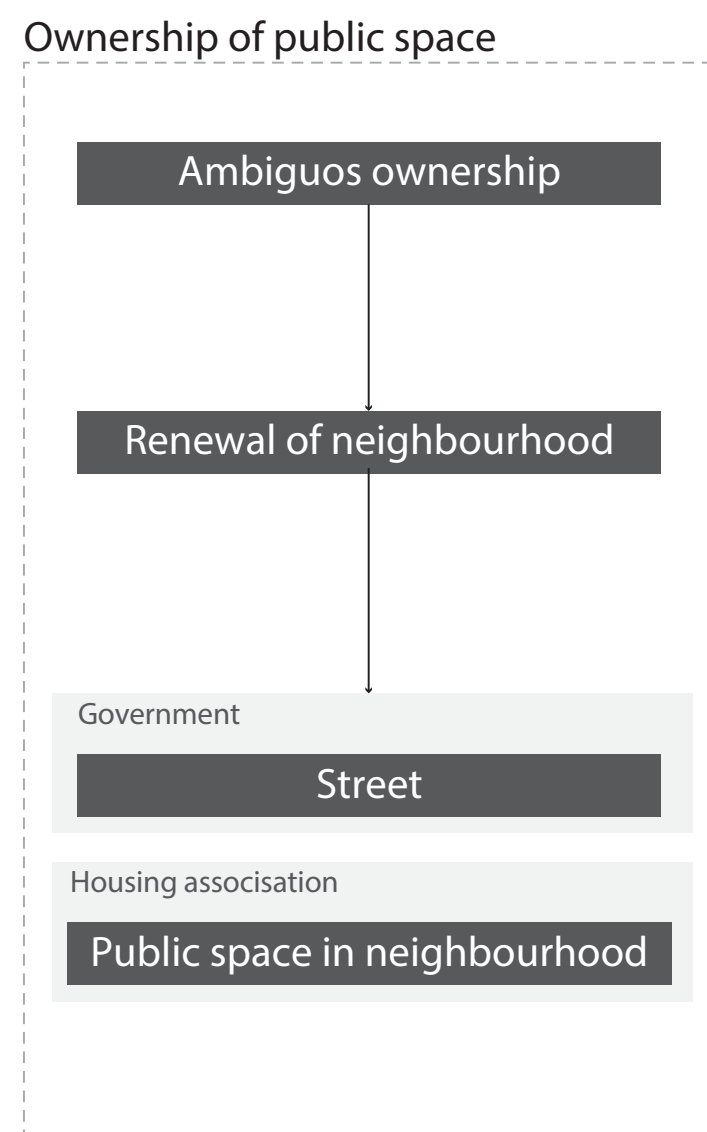 Ownership of public space
Ambiguos ownership
Renewal of neighbourhood
Government
Street
Housing associsation
Public space in neighbourhood